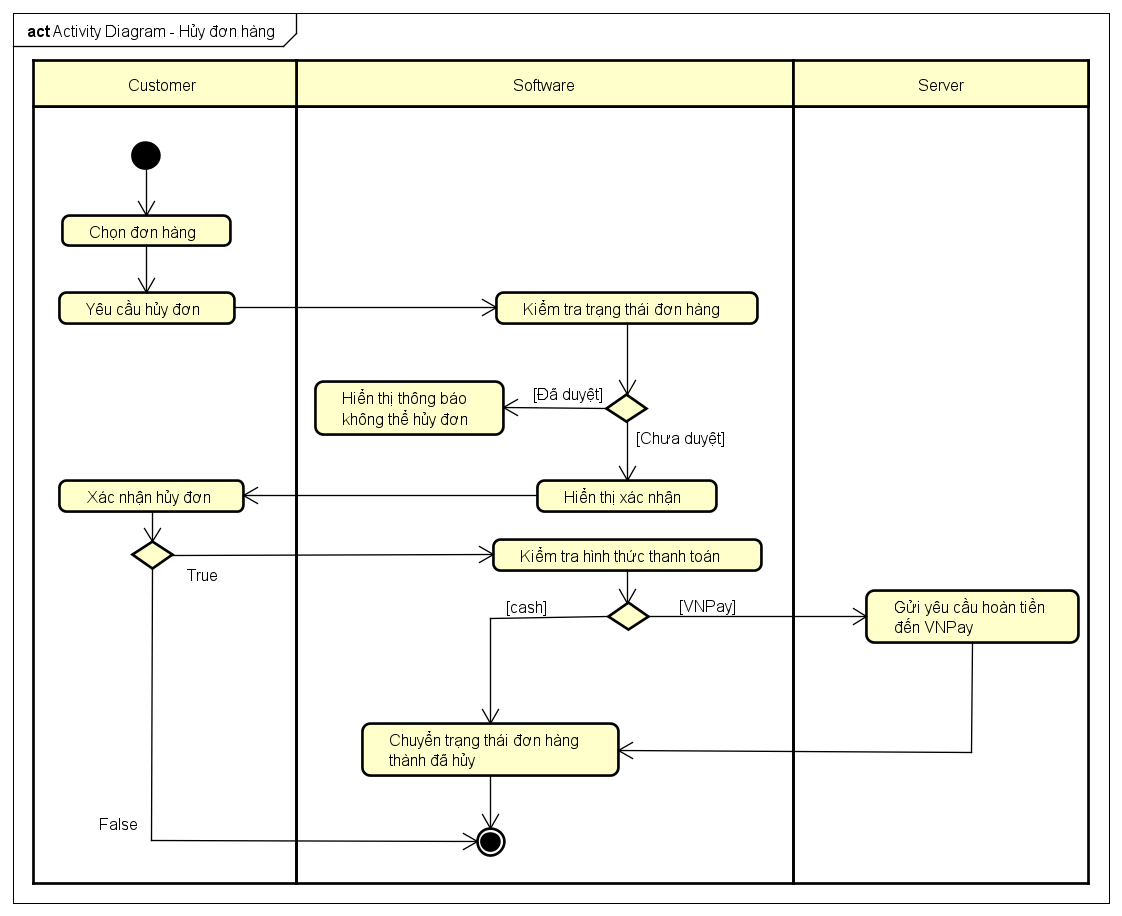 act Activity Diagram - Hủy đơn hàng
Customer
Software
Server
Chọn đơn hàng
Yêu cầu hủy đơn
Kiểm tra trạng thái đơn hàng
[Đã duyệt]
Hiển thị thông báo
không thể hủy đơn
[Chưa duyệt]
Xác nhận hủy đơn
Hiển thị xác nhận
Kiểm tra hình thức thanh toán
True
[cash]
[VNPay]
Gửi yêu cầu hoàn tiền
đến VNPay
Chuyển trạng thái đơn hàng
thành đã hủy
False